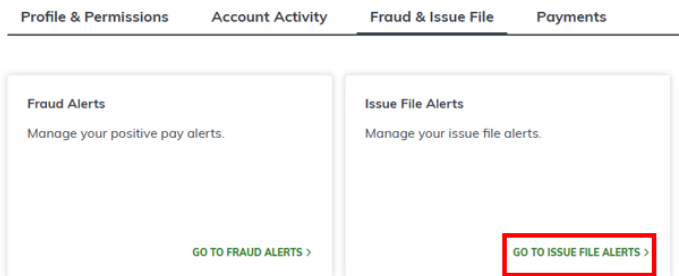 Profile & Permissions Account Activity Fraud & Issue File Payments
Fraud Alerts
Manage your positive pay alerts.
GO TO FRAUD ALERTS >
Issue File Alerts
Manage your issue file alerts.
GO TO ISSUE FILE ALERTS >